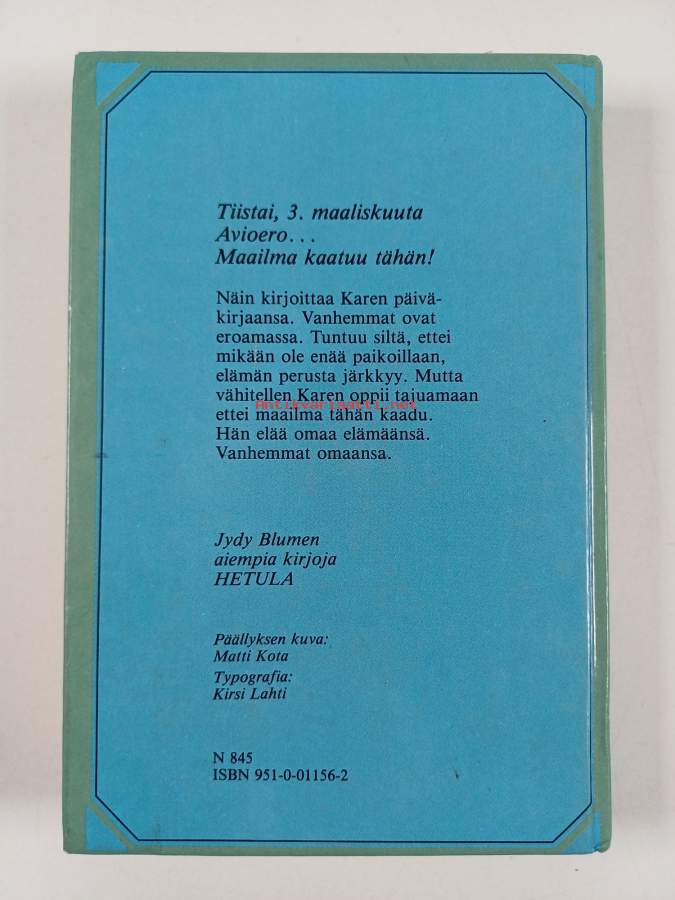 Tiistai, 3. maaliskuuta
Avioero...
Maailma kaatuu tähän!
Näin kirjoittaa Karen päivä-
kirjaansa. Vanhemmat ovat
eroamassa. Tuntuu siltä, ettei
mikään ole enää paikoillaan,
elämän perusta järkkyy. Mutta
vähitellen Karen oppii tajuamaan
Antikvariaatti.net
ettei maailma tähän kaadu.
Hän elää omaa elämäänsä.
Vanhemmat omaansa.
Jydy Blumen
aiempia kirjoja
HETULA
Päällyksen kuva:
Matti Kota
Typografia:
Kirsi Lahti
N 845
ISBN 951-0-01156-2